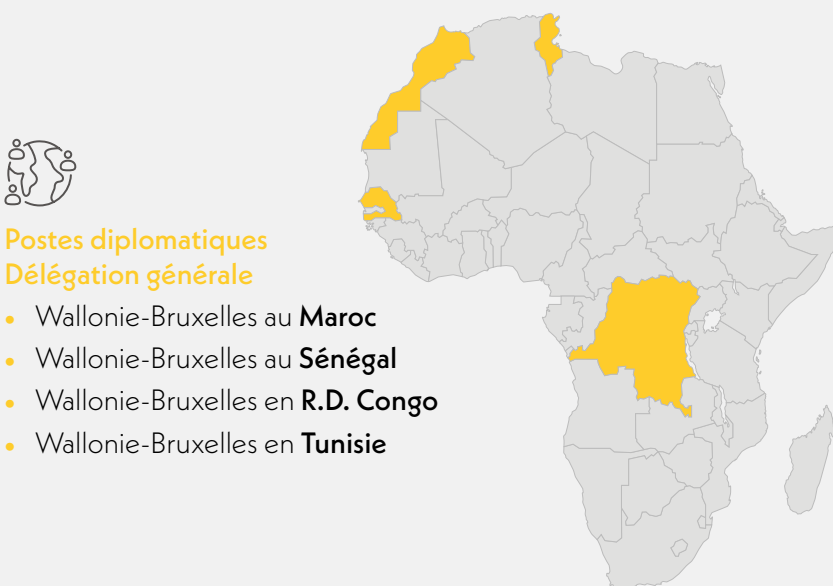 Postes diplomatiques
Délégation générale
• Wallonie-Bruxelles au Maroc
• Wallonie-Bruxelles au Sénégal
• Wallonie-Bruxelles en R.D. Congo
• Wallonie-Bruxelles en Tunisie